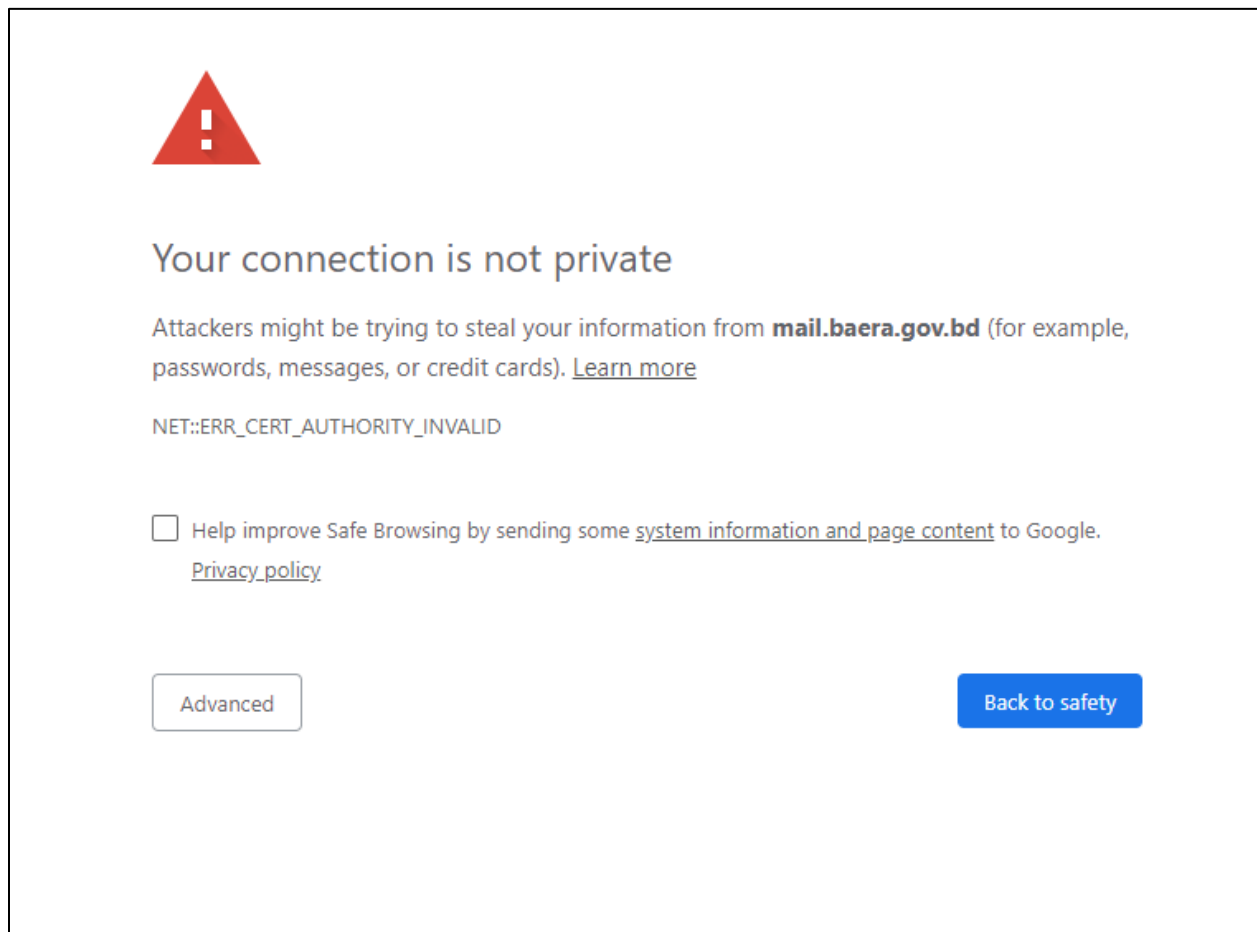 Your connection is not private
Attackers might be trying to steal your information from mail.baera.gov.bd (for example,
passwords, messages, or credit cards). Learn more
NET::ERR_CERT_AUTHORITY_INVALID
Help improve Safe Browsing by sending some system information and page content to Google.
Privacy policy
Advanced
Back to safety